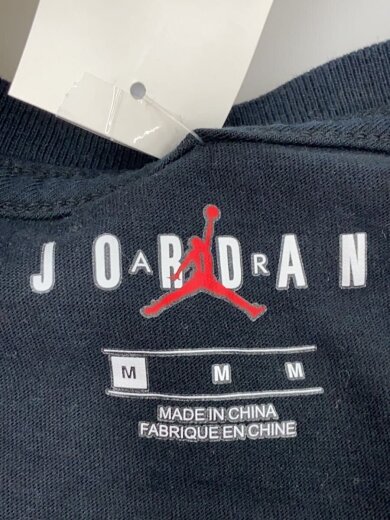 JORDAN
AIR
M M M
MADE IN CHINA
FABRIQUE EN CHINE